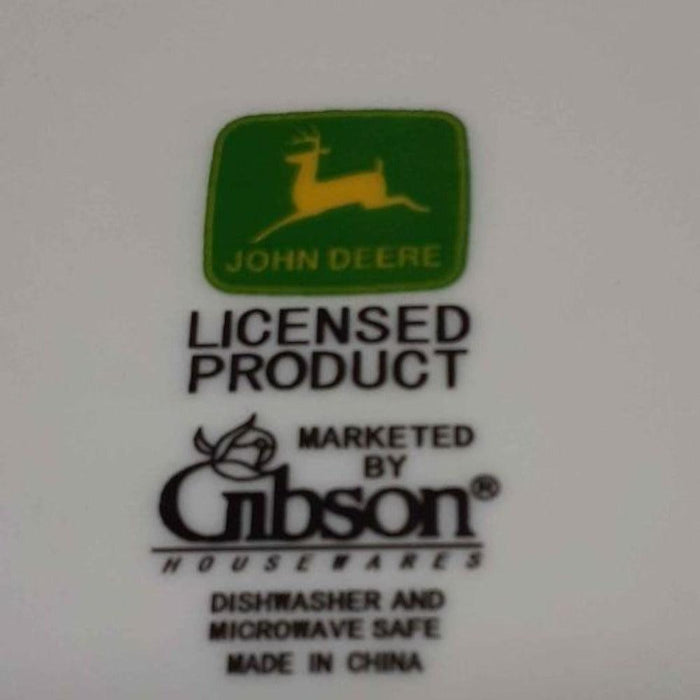 JOHN DEERE
LICENSED
PRODUCT
MARKETED
BY
Gibson®
HOUSEWARES
DISHWASHER AND
MICROWAVE SAFE
MADE IN CHINA